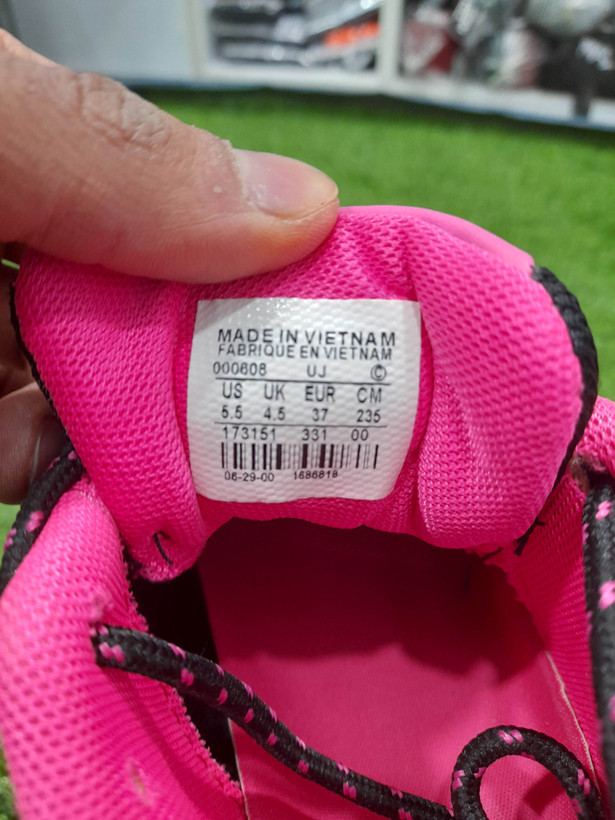 MADE IN VIETNAM
FABRIQUE EN VIETNAM
000608 UJ ©
US UK EUR CM
5.5 4.5 37 235
173151 331 00
06-29-00 1686818